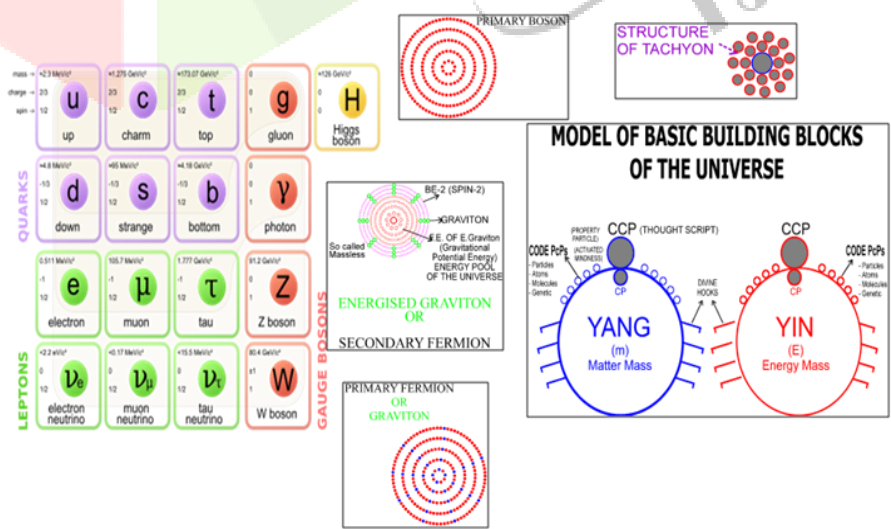 mass → ≈2.3 MeV/c² ≈1.275 GeV/c² ≈173.07 GeV/c² 0 ≈126 GeV/c²
charge → 2/3 2/3 2/3 0 0
spin → 1/2 1/2 1/2 1 0
u c t g H
up charm top gluon Higgs
boson
QUARKS
≈4.8 MeV/c² ≈95 MeV/c² ≈4.18 GeV/c² 0
-1/3 -1/3 -1/3 0
1/2 1/2 1/2 1
d s b γ
down strange bottom photon
0.511 MeV/c² 105.7 MeV/c² 1.777 GeV/c² 91.2 GeV/c²
-1 -1 -1 0
1/2 1/2 1/2 1
e μ τ Z
electron muon tau Z boson
LEPTONS
<2.2 eV/c² <0.17 MeV/c² <15.5 MeV/c² 80.4 GeV/c²
0 0 0 ±1
1/2 1/2 1/2 1
νe νμ ντ W
electron muon tau W boson
neutrino neutrino neutrino
GAUGE BOSONS
PRIMARY BOSON
STRUCTURE
OF TACHYON
BE-2 (SPIN-2)
GRAVITON
So called
Massless
F.E. OF E.Graviton
(Gravitational
Potential Energy)
ENERGY POOL
OF THE UNIVERSE
ENERGISED GRAVITON
OR
SECONDARY FERMION
PRIMARY FERMION
OR
GRAVITON
MODEL OF BASIC BUILDING BLOCKS
OF THE UNIVERSE
(PROPERTY
PARTICLE)
CCP (THOUGHT SCRIPT)
CODE PcPs
(ACTIVATED
MINDNESS)
- Particles
- Atoms
- Molecules
- Genetic
CP
YANG
(m)
Matter Mass
DIVINE
HOOKS
CCP
CODE PcPs
- Particles
- Atoms
- Molecules
- Genetic
CP
YIN
(E)
Energy Mass